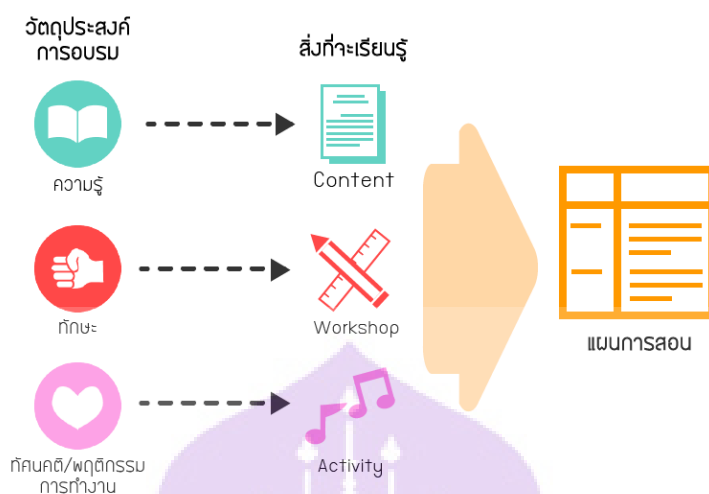 วัตถุประสงค์
การอบรม
สิ่งที่จะเรียนรู้
ความรู้
Content
ทักษะ
Workshop
แผนการสอน
ทัศนคติ/พฤติกรรม
การทำงาน
Activity